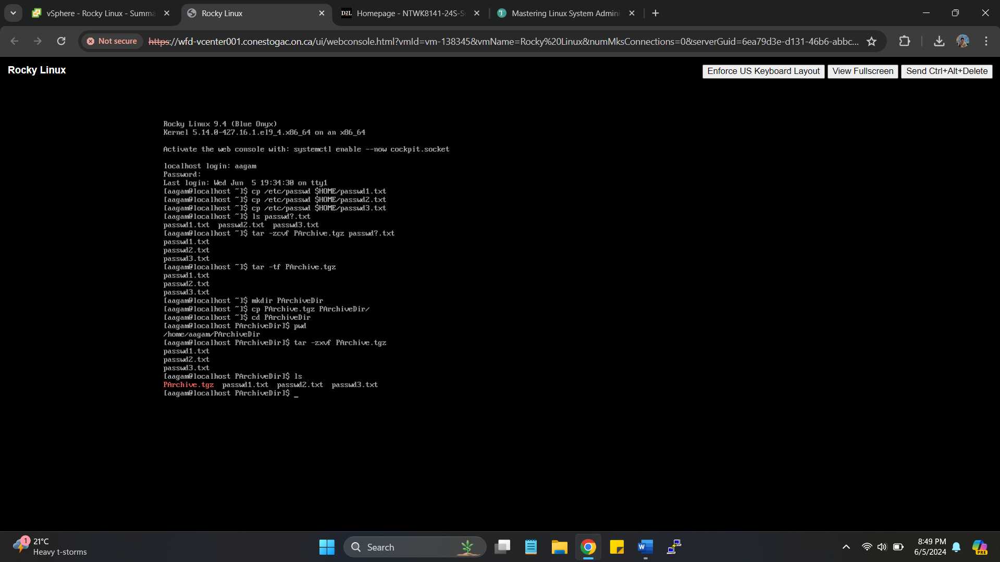 vSphere - Rocky Linux - Summa
Rocky Linux
D2L Homepage - NTWK8141-24S-S
Mastering Linux System Admini
Not secure https://wfd-vcenter001.conestogac.on.ca/ui/webconsole.html?vmId=vm-138345&vmName=Rocky%20Linux&numMksConnections=0&serverGuid=6ea79d3e-d131-46b6-abbc...
Rocky Linux
Enforce US Keyboard Layout View Fullscreen Send Ctrl+Alt+Delete
Rocky Linux 9.4 (Blue Onyx)
Kernel 5.14.0-427.16.1.el9_4.x86_64 on an x86_64
Activate the web console with: systemctl enable --now cockpit.socket
localhost login: aagam
Password:
Last login: Wed Jun  5 19:34:30 on tty1
[aagam@localhost ~]$ cp /etc/passwd $HOME/passwd1.txt
[aagam@localhost ~]$ cp /etc/passwd $HOME/passwd2.txt
[aagam@localhost ~]$ cp /etc/passwd $HOME/passwd3.txt
[aagam@localhost ~]$ ls passwd?.txt
passwd1.txt  passwd2.txt  passwd3.txt
[aagam@localhost ~]$ tar -zcvf PArchive.tgz passwd?.txt
passwd1.txt
passwd2.txt
passwd3.txt
[aagam@localhost ~]$ tar -tf PArchive.tgz
passwd1.txt
passwd2.txt
passwd3.txt
[aagam@localhost ~]$ mkdir PArchiveDir
[aagam@localhost ~]$ cp PArchive.tgz PArchiveDir/
[aagam@localhost ~]$ cd PArchiveDir
[aagam@localhost PArchiveDir]$ pwd
/home/aagam/PArchiveDir
[aagam@localhost PArchiveDir]$ tar -zxvf PArchive.tgz
passwd1.txt
passwd2.txt
passwd3.txt
[aagam@localhost PArchiveDir]$ ls
PArchive.tgz  passwd1.txt  passwd2.txt  passwd3.txt
[aagam@localhost PArchiveDir]$ _
1
21°C
Heavy t-storms
Search
W
8:49 PM
6/5/2024
PRE